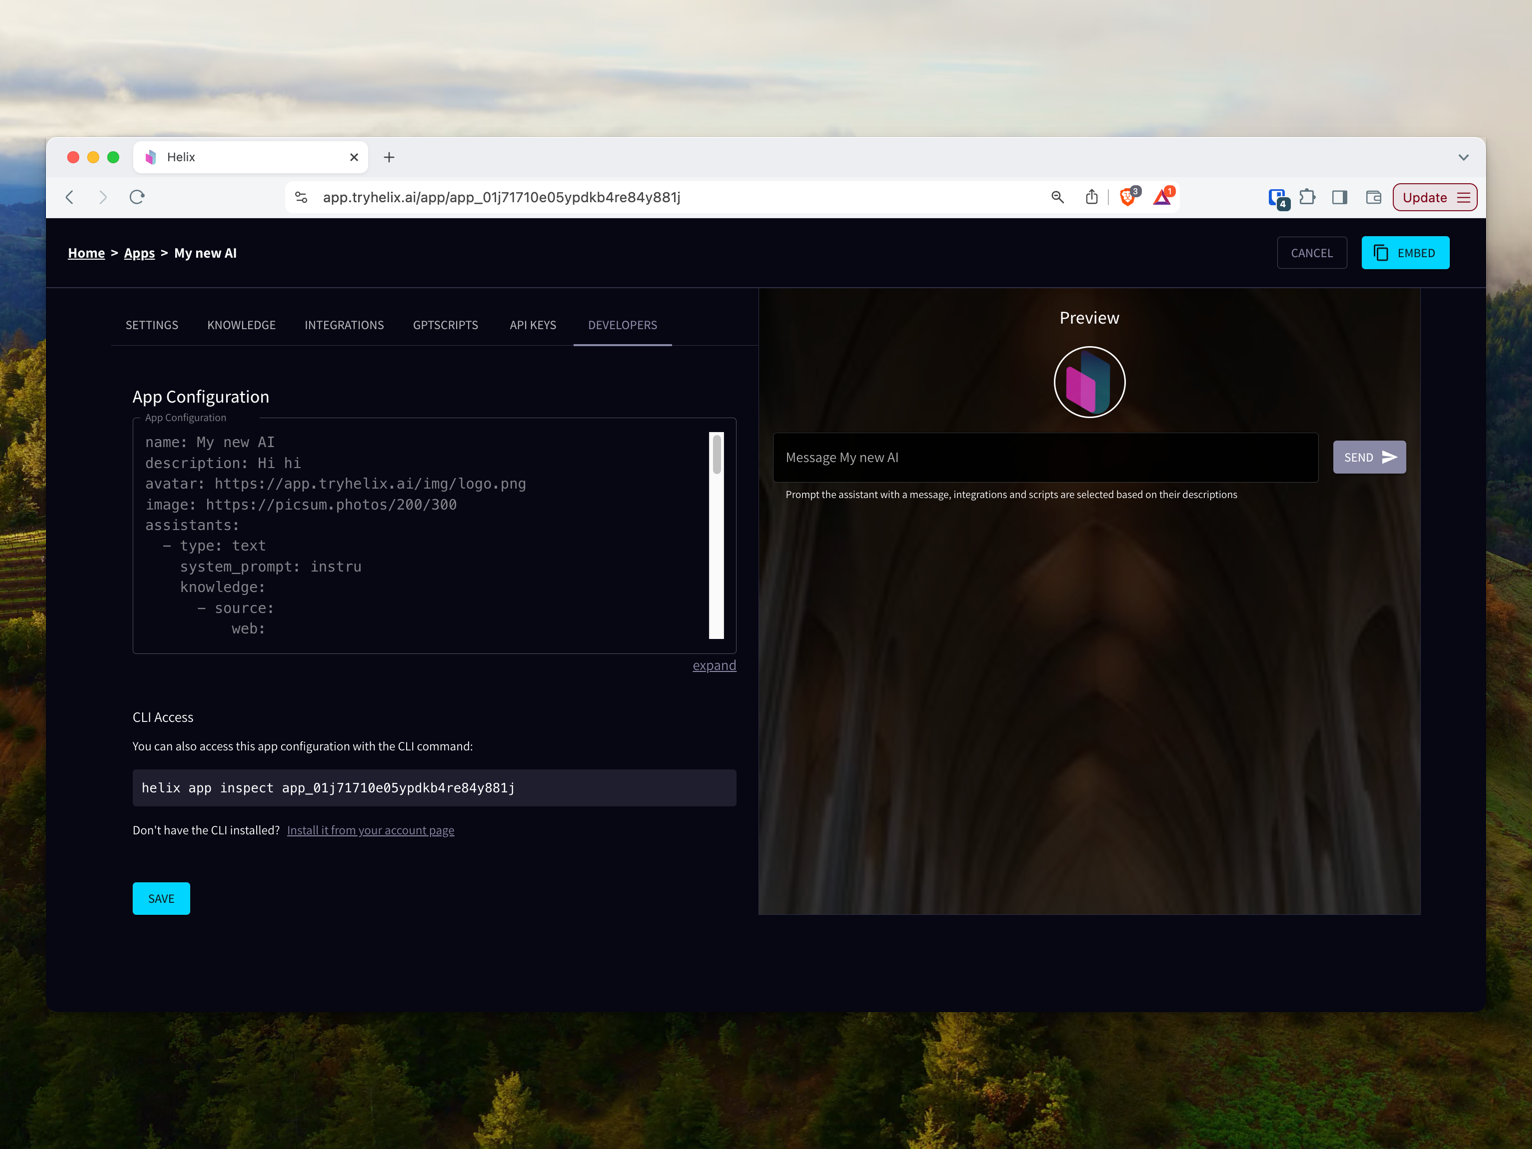 Helix
app.tryhelix.ai/app/app_01j71710e05ypdkb4re84y881j
3
1
4
Update
Home > Apps > My new AI
CANCEL
EMBED
SETTINGS KNOWLEDGE INTEGRATIONS GPTSCRIPTS API KEYS DEVELOPERS
App Configuration
App Configuration
name: My new AI
description: Hi hi
avatar: https://app.tryhelix.ai/img/logo.png
image: https://picsum.photos/200/300
assistants:
- type: text
system_prompt: instru
knowledge:
- source:
web:
expand
CLI Access
You can also access this app configuration with the CLI command:
helix app inspect app_01j71710e05ypdkb4re84y881j
Don't have the CLI installed? Install it from your account page
SAVE
Preview
Message My new AI
SEND
Prompt the assistant with a message, integrations and scripts are selected based on their descriptions